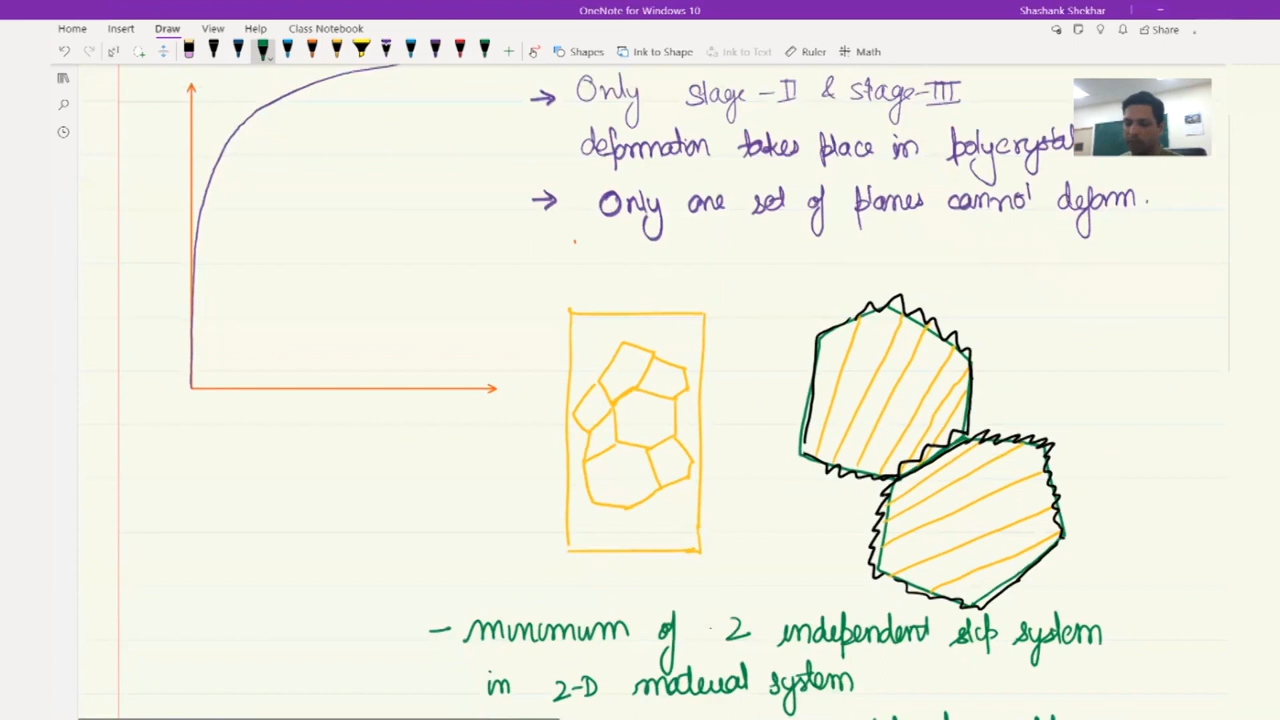 OneNote for Windows 10
Shashank Shekhar
Home Insert Draw View Help Class Notebook
Share
Shapes Ink to Shape Ink to Text Ruler Math
→ Only stage-II & stage-III
deformation takes place in polycrystal
→ Only one set of planes cannot deform.
- minimum of 2 independent slip system
in 2-D material system